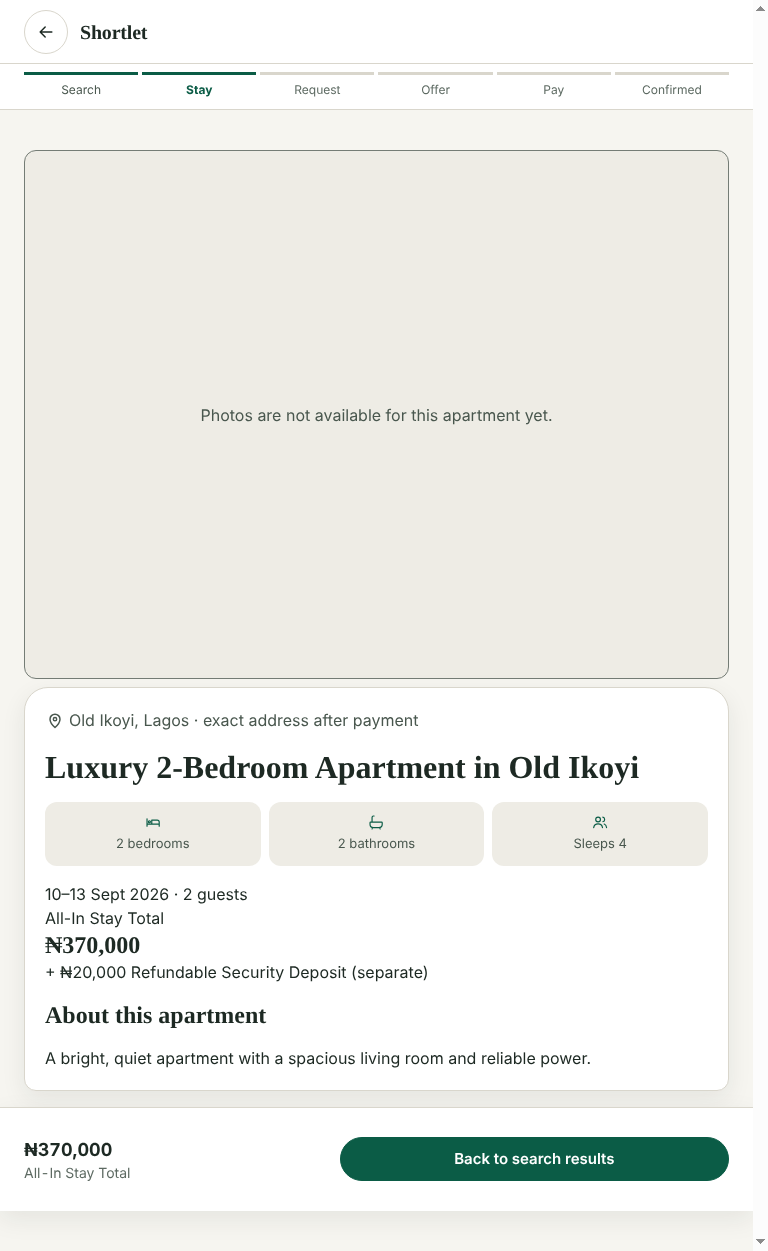 Shortlet
Search
Stay
Request
Offer
Pay
Confirmed
Photos are not available for this apartment yet.
Old Ikoyi, Lagos · exact address after payment
Luxury 2-Bedroom Apartment in Old Ikoyi
2 bedrooms
2 bathrooms
Sleeps 4
10–13 Sept 2026 · 2 guests
All-In Stay Total
₦370,000
+ ₦20,000 Refundable Security Deposit (separate)
About this apartment
A bright, quiet apartment with a spacious living room and reliable power.
₦370,000
All-In Stay Total
Back to search results